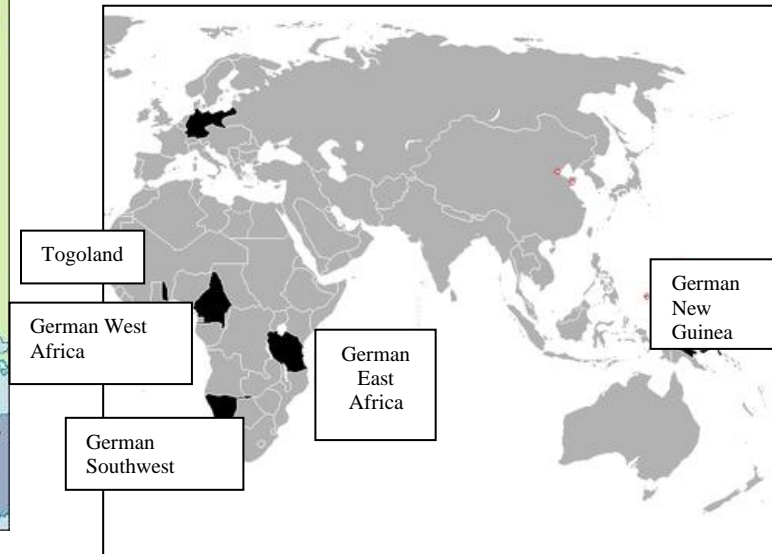 Togoland
German West
Africa
German
Southwest
German
East
Africa
German
New
Guinea